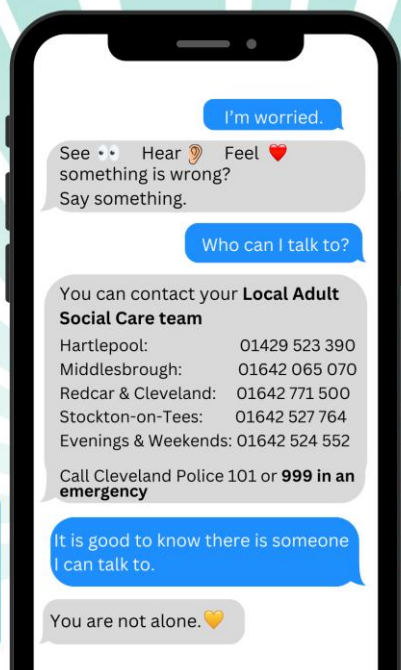 I'm worried.
See 👀 Hear 👂🏼 Feel ❤️
something is wrong?
Say something.
Who can I talk to?
You can contact your Local Adult
Social Care team
Hartlepool: 01429 523 390
Middlesbrough: 01642 065 070
Redcar & Cleveland: 01642 771 500
Stockton-on-Tees: 01642 527 764
Evenings & Weekends: 01642 524 552
Call Cleveland Police 101 or 999 in an
emergency
It is good to know there is someone
I can talk to.
You are not alone.💛